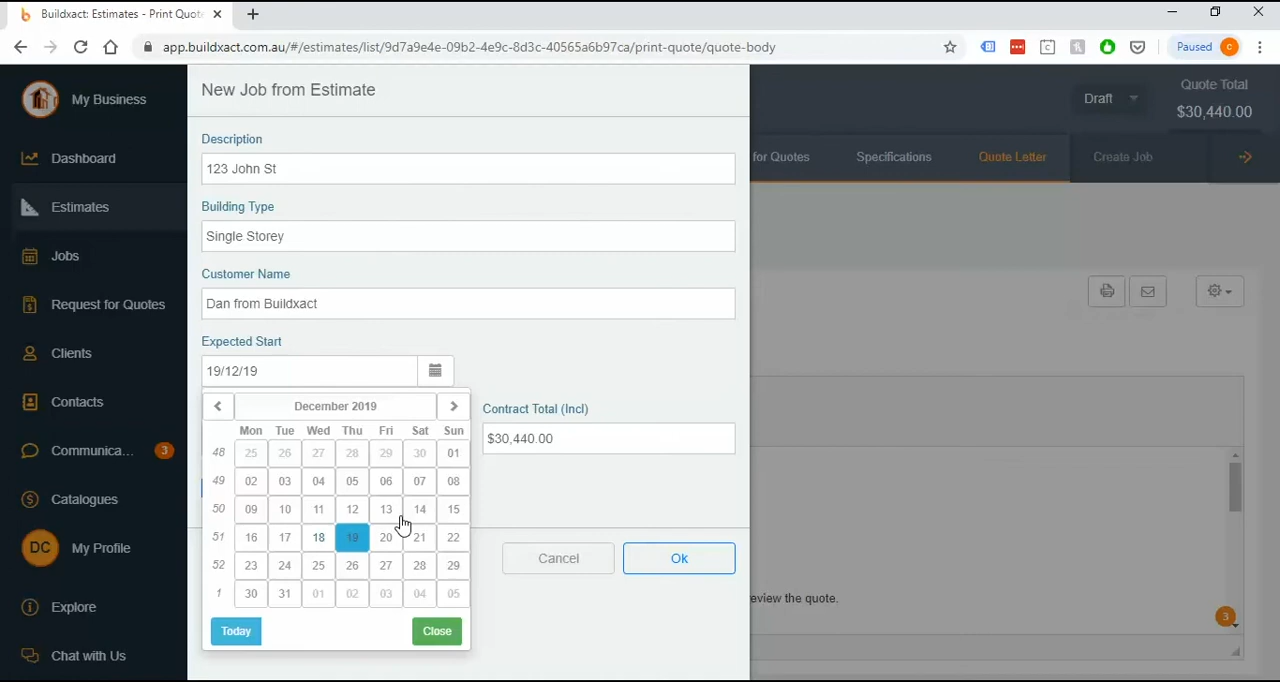 Buildxact: Estimates - Print Quot
app.buildxact.com.au/#/estimates/list/9d7a9e4e-09b2-4e9c-8d3c-40565a6b97ca/print-quote/quote-body
Paused
C
My Business
Dashboard
Estimates
Jobs
Request for Quotes
Clients
Contacts
Communica... 3
Catalogues
DC My Profile
Explore
Chat with Us
New Job from Estimate
Description
123 John St
Building Type
Single Storey
Customer Name
Dan from Buildxact
Expected Start
19/12/19
December 2019
Mon Tue Wed Thu Fri Sat Sun
48 25 26 27 28 29 30 01
49 02 03 04 05 06 07 08
50 09 10 11 12 13 14 15
51 16 17 18 19 20 21 22
52 23 24 25 26 27 28 29
1 30 31 01 02 03 04 05
Today Close
Contract Total (Incl)
$30,440.00
Cancel Ok
Draft
Quote Total
$30,440.00
for Quotes Specifications Quote Letter Create Job
eview the quote.
3